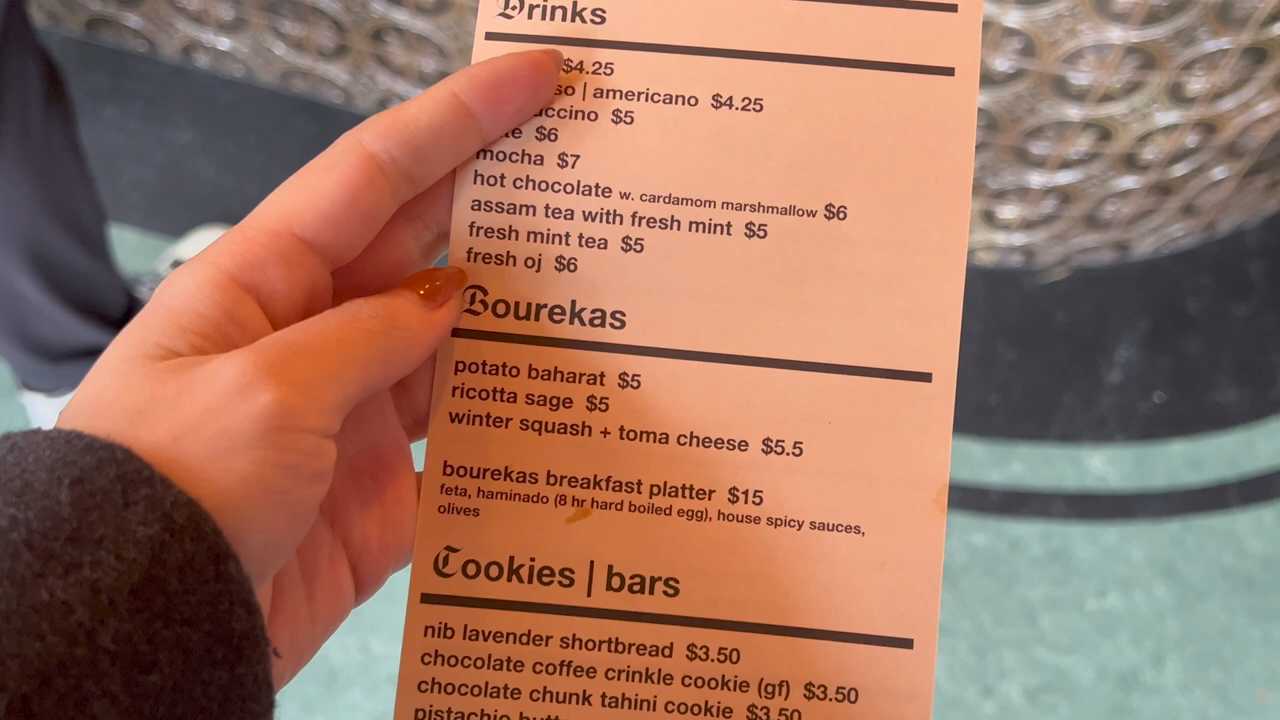 Drinks
$4.25
americano $4.25
$5
$6
mocha $7
hot chocolate w. cardamom marshmallow $6
assam tea with fresh mint $5
fresh mint tea $5
fresh oj $6
Bourekas
potato baharat $5
ricotta sage $5
winter squash + toma cheese $5.5
bourekas breakfast platter $15
feta, haminado (8 hr hard boiled egg), house spicy sauces,
olives
Cookies | bars
nib lavender shortbread $3.50
chocolate coffee crinkle cookie (gf) $3.50
chocolate chunk tahini cookie $3.50
pistachio